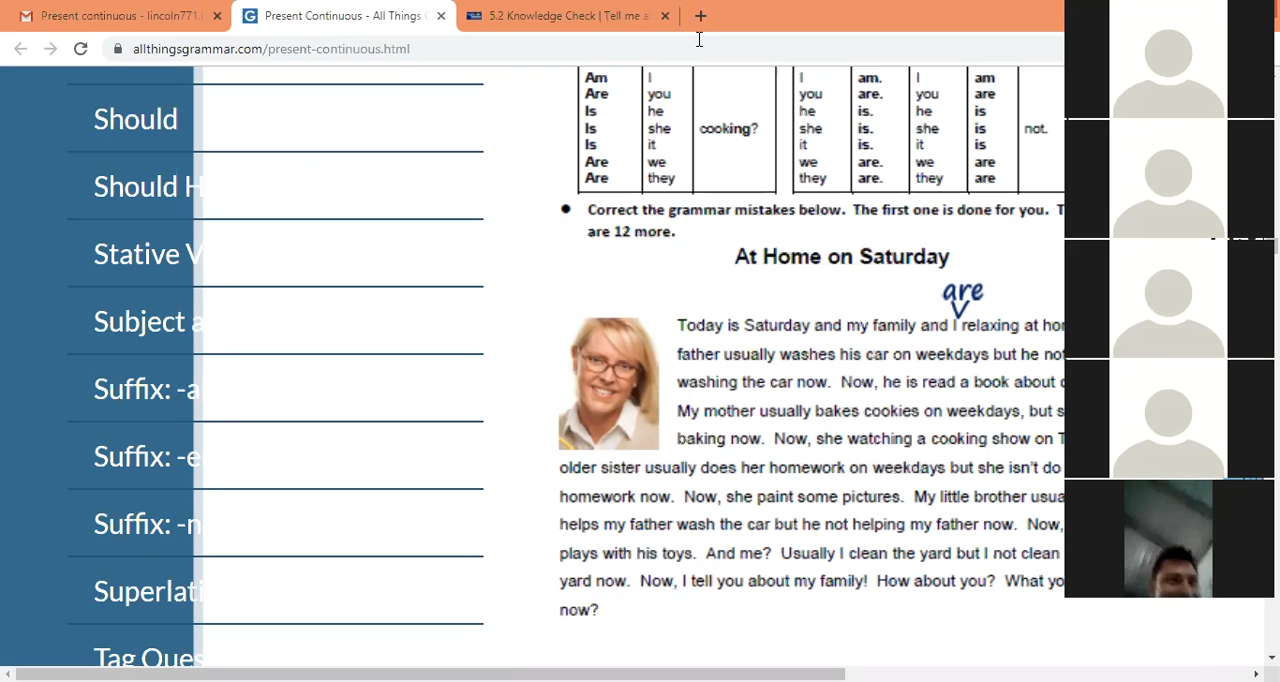 Present continuous - lincoln771.
Present Continuous - All Things G
5.2 Knowledge Check | Tell me a
allthingsgrammar.com/present-continuous.html
Should
Should H
Stative V
Subject a
Suffix: -a
Suffix: -e
Suffix: -n
Superlati
Tag Ques
Am I I am. I am
Are you you are. you are
Is he he is. he is
Is she cooking? she is. she is not.
Is it it is. it is
Are we we are. we are
Are they they are. they are
Correct the grammar mistakes below. The first one is done for you. T
are 12 more.
At Home on Saturday
are
Today is Saturday and my family and I relaxing at ho
father usually washes his car on weekdays but he not
washing the car now. Now, he is read a book about
My mother usually bakes cookies on weekdays, but s
baking now. Now, she watching a cooking show on T
older sister usually does her homework on weekdays but she isn't do
homework now. Now, she paint some pictures. My little brother usua
helps my father wash the car but he not helping my father now. Now,
plays with his toys. And me? Usually I clean the yard but I not clean
yard now. Now, I tell you about my family! How about you? What yo
now?